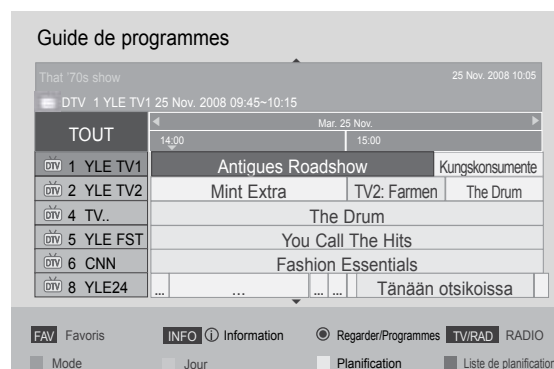 Guide de programmes
That '70s show 25 Nov. 2008 10:05
DTV 1 YLE TV1 25 Nov. 2008 09:45~10:15
TOUT Mar. 25 Nov.
14:00 15:00
DTV 1 YLE TV1 Antigues Roadshow Kungskonsumente
DTV 2 YLE TV2 Mint Extra TV2: Farmen The Drum
DTV 4 TV.. The Drum
DTV 5 YLE FST You Call The Hits
DTV 6 CNN Fashion Essentials
DTV 8 YLE24 ... ... ... ... Tänään otsikoissa
FAV Favoris INFO i Information Regarder/Programmes TV/RAD RADIO
Mode Jour Planification Liste de planification